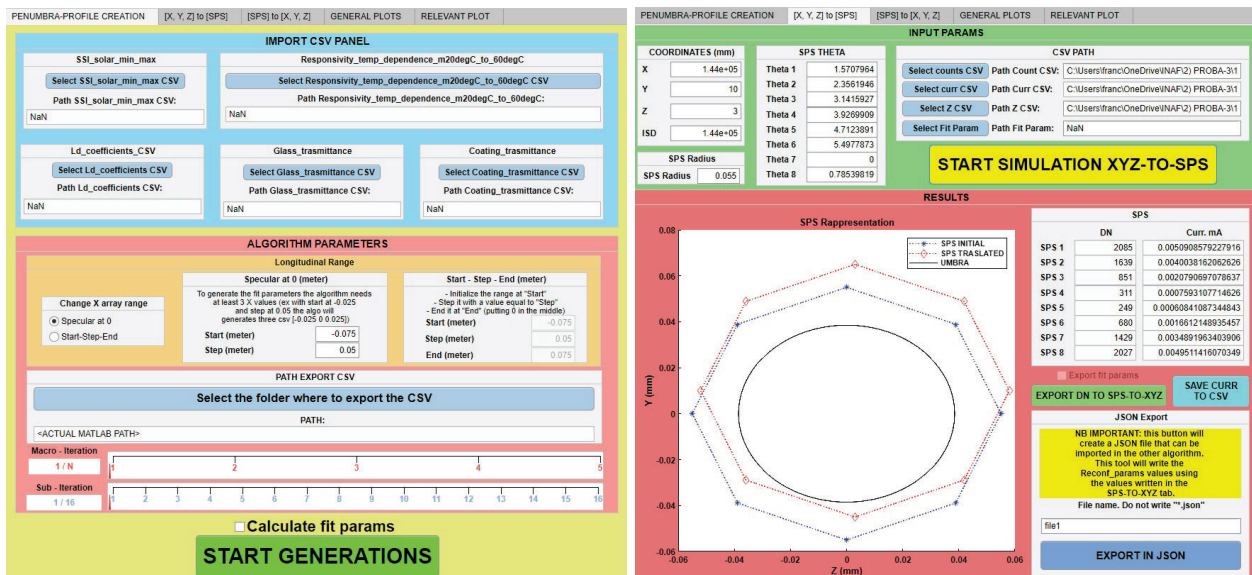 PENUMBRA-PROFILE CREATION [X, Y, Z] to [SPS] [SPS] to [X, Y, Z] GENERAL PLOTS RELEVANT PLOT
IMPORT CSV PANEL
SSI_solar_min_max
Select SSI_solar_min_max CSV
Path SSI_solar_min_max CSV:
NaN
Responsivity_temp_dependence_m20degC_to_60degC
Select Responsivity_temp_dependence_m20degC_to_60degC CSV
Path Responsivity_temp_dependence_m20degC_to_60degC:
NaN
Ld_coefficients_CSV
Select Ld_coefficients CSV
Path Ld_coefficients CSV:
NaN
Glass_trasmittance
Select Glass_trasmittance CSV
Path Glass_trasmittance CSV:
NaN
Coating_trasmittance
Select Coating_trasmittance CSV
Path Coating_trasmittance CSV:
NaN
ALGORITHM PARAMETERS
Longitudinal Range
Change X array range
Specular at 0
Start-Step-End
Specular at 0 (meter)
To generate the fit parameters the algorithm needs
at least 3 X values (ex with start at -0.025
and step at 0.05 the algo will
generates three csv [-0.025 0 0.025])
Start (meter) -0.075
Step (meter) 0.05
Start - Step - End (meter)
- Initialize the range at "Start"
- Step it with a value equal to "Step"
- End it at "End" (putting 0 in the middle)
Start (meter) -0.075
Step (meter) 0.05
End (meter) 0.075
PATH EXPORT CSV
Select the folder where to export the CSV
PATH:
<ACTUAL MATLAB PATH>
Macro - Iteration
1 / N
1 2 3 4 5
Sub - Iteration
1 / 16
1 2 3 4 5 6 7 8 9 10 11 12 13 14 15 16
Calculate fit params
START GENERATIONS
PENUMBRA-PROFILE CREATION [X, Y, Z] to [SPS] [SPS] to [X, Y, Z] GENERAL PLOTS RELEVANT PLOT
INPUT PARAMS
COORDINATES (mm)
X 1.44e+05
Y 10
Z 3
ISD 1.44e+05
SPS Radius
SPS Radius 0.055
SPS THETA
Theta 1 1.5707964
Theta 2 2.3561946
Theta 3 3.1415927
Theta 4 3.9269909
Theta 5 4.7123891
Theta 6 5.4977873
Theta 7 0
Theta 8 0.78539819
CSV PATH
Select counts CSV Path Count CSV: C:\Users\franc\OneDrive\INAF\2) PROBA-3\1
Select curr CSV Path Curr CSV: C:\Users\franc\OneDrive\INAF\2) PROBA-3\1
Select Z CSV Path Z CSV: C:\Users\franc\OneDrive\INAF\2) PROBA-3\1
Select Fit Param Path Fit Param: NaN
START SIMULATION XYZ-TO-SPS
RESULTS
SPS Rappresentation
SPS INITIAL
SPS TRASLATED
UMBRA
Y (mm)
0.08
0.06
0.04
0.02
0
-0.02
-0.04
-0.06
-0.06 -0.04 -0.02 0 0.02 0.04 0.06
Z (mm)
SPS
DN Curr. mA
SPS 1 2085 0.0050908579227916
SPS 2 1639 0.0040038162062626
SPS 3 851 0.0020790697078637
SPS 4 311 0.0007593107714626
SPS 5 249 0.00060841087344843
SPS 6 680 0.0016612148935457
SPS 7 1429 0.0034891963403906
SPS 8 2027 0.0049511416070349
Export fit params
EXPORT DN TO SPS-TO-XYZ
SAVE CURR
TO CSV
JSON Export
NB IMPORTANT: this button will
create a JSON file that can be
imported in the other algorithm.
This tool will write the
Reconf_params values using
the values written in the
SPS-TO-XYZ tab.
File name. Do not write "*.json"
file1
EXPORT IN JSON